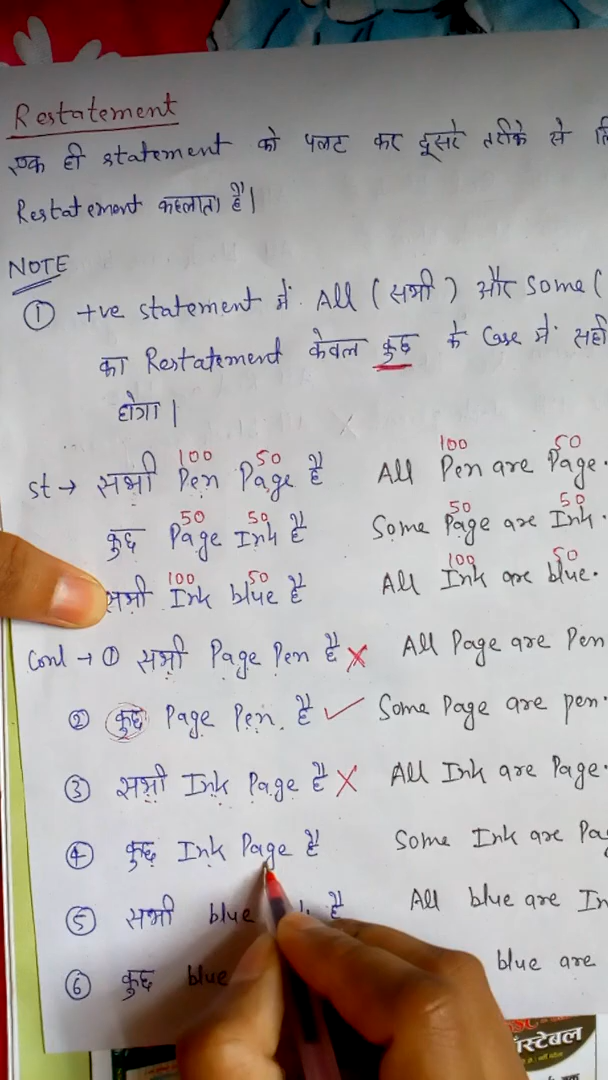 Restatement
एक ही statement को पलट कर दूसरे तरीके से
Restatement कहलाता है।
NOTE
① +ve statement में All (सभी) और Some (
का Restatement केवल कुछ के Case में सही
होगा।
100 50 100 50
st → सभी Pen Page है All Pen are Page.
50 50 50 50
कुछ Page Ink है Some Page are Ink.
100 50 100 50
सभी Ink blue है All Ink are blue.
Conl → ① सभी Page Pen है × All Page are Pen
② कुछ Page Pen है ✓ Some Page are pen.
③ सभी Ink Page है × All Ink are Page.
④ कुछ Ink Page है Some Ink are Pag
⑤ सभी blue है All blue are In
⑥ कुछ blue blue are